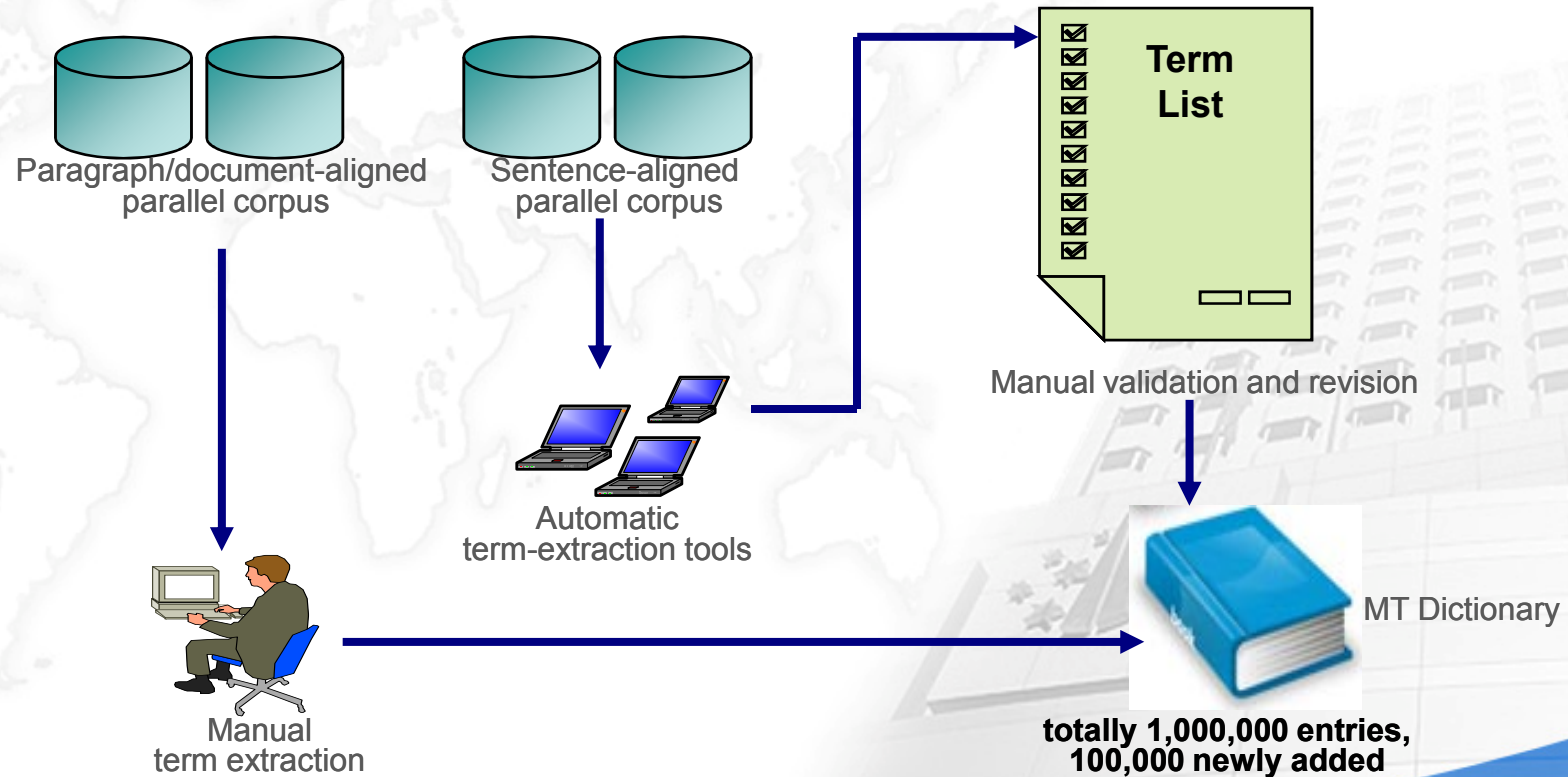 Paragraph/document-aligned
parallel corpus
Sentence-aligned
parallel corpus
Term
List
Manual validation and revision
Automatic
term-extraction tools
MT Dictionary
Manual
term extraction
totally 1,000,000 entries,
100,000 newly added